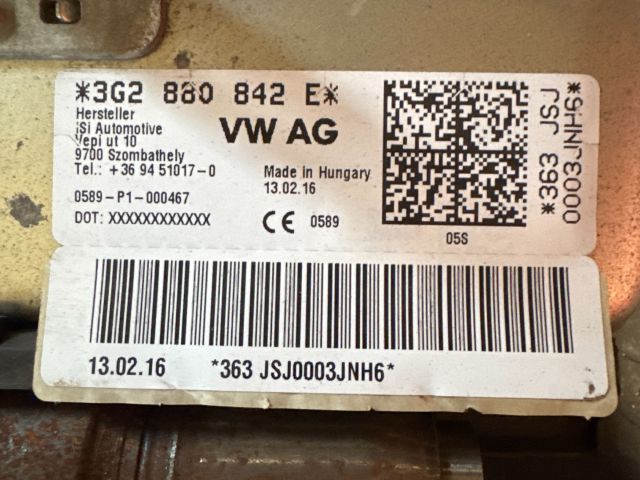 *3G2 880 842 E*
Hersteller
iSi Automotive
Vepi ut 10
9700 Szombathely
Tel.: +36 94 51017-0
VW AG
Made in Hungary
13.02.16
0589-P1-000467
DOT: XXXXXXXXXXXX
CE 0589
05S
*363 JSJ
0003JNH6*
13.02.16 *363 JSJ0003JNH6*